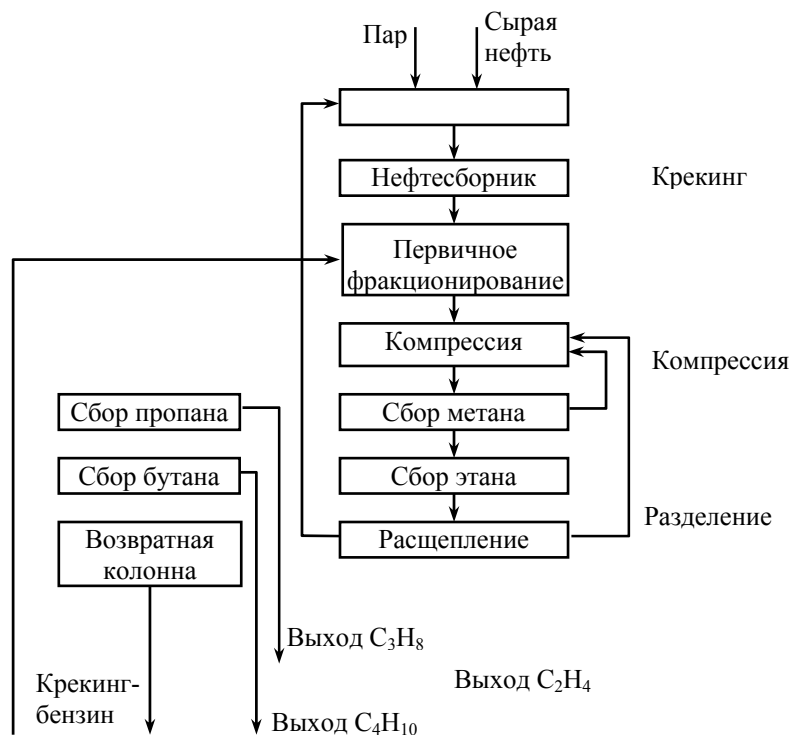 Пар
Сырая
нефть
Нефтесборник
Крекинг
Первичное
фракционирование
Компрессия
Компрессия
Сбор пропана
Сбор метана
Сбор бутана
Сбор этана
Разделение
Возвратная
колонна
Расщепление
Выход C₃H₈
Выход C₂H₄
Крекинг-
бензин
Выход C₄H₁₀